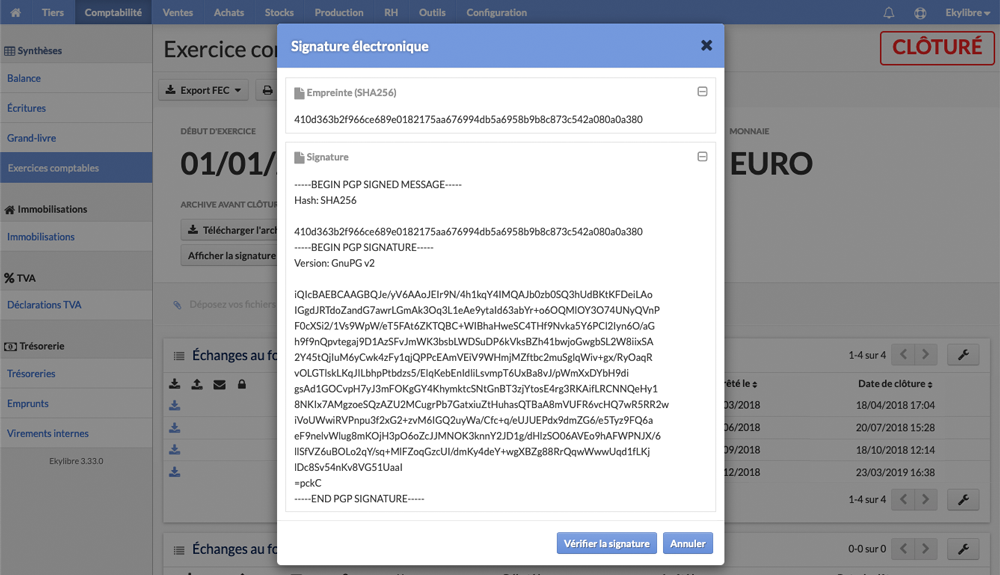 Tiers Comptabilité Ventes Achats Stocks Production RH Outils Configuration Ekylibre
Synthèses
Balance
Écritures
Grand-livre
Exercices comptables
Immobilisations
Immobilisations
TVA
Déclarations TVA
Trésorerie
Trésoreries
Emprunts
Virements internes
Ekylibre 3.33.0
Exercice co
CLÔTURÉ
Export FEC
DÉBUT D'EXERCICE
01/01/
MONNAIE
EURO
ARCHIVE AVANT CLÔTU
Télécharger l'arch
Afficher la signature
Déposez vos fichiers
Échanges au fo
1-4 sur 4
rêté le Date de clôture
03/2018 18/04/2018 17:04
06/2018 20/07/2018 15:28
09/2018 18/10/2018 12:14
12/2018 23/03/2019 16:38
1-4 sur 4
Échanges au fo
0-0 sur 0
Signature électronique
Empreinte (SHA256)
410d363b2f966ce689e0182175aa676994db5a6958b9b8c873c542a080a0a380
Signature
-----BEGIN PGP SIGNED MESSAGE-----
Hash: SHA256
410d363b2f966ce689e0182175aa676994db5a6958b9b8c873c542a080a0a380
-----BEGIN PGP SIGNATURE-----
Version: GnuPG v2
iQIcBAEBCAAGBQJe/yV6AAoJEIr9N/4h1kqY4IMQAJb0zb0SQ3hUdBKtKFDeiLAo
IGgdJRTdoZandG7awrLGmAk3Oq3L1eAe9ytaId63abYr+o6OQMlOY3O74UNyQVnP
F0cXSi2/1Vs9WpW/eT5FAt6ZKTQBC+WIBhaHweSC4THf9Nvka5Y6PCI2Iyn6O/aG
h9f9nQpvtegaj9D1AzSFvJmWK3bsbLWDSuDP6kVksBZh41bwjoGwgbSL2W8iixSA
2Y45tQjIuM6yCwk4zFy1qjQPPcEAmVEiV9WHmjMZftbc2muSglqWiv+gx/RyOaqR
vOLGTlskLKqJILbhpPtbdzs5/ElqKebEnIdliLsvmpT6UxBa8vJ/pWmXxDYbH9di
gsAd1GOCvpH7yJ3mFOKgGY4KhymktcSNtGnBT3zjYtosE4rg3RKAifLRCNNQeHy1
8NKIx7AMgzoeSQzAZU2MCugrPb7GatxiuZtHuhasQTBaA8mVUFR6vcHQ7wR5RR2w
iVoUWwiRVPnpu3f2xG2+zvM6IGQ2uyWa/Cfc+q/eUJUEPdx9dmZG6/e5Tyz9FQ6a
eF9nelvWlug8mKOjH3pO6oZcJJMNOK3knnY2JD1g/dHlzSO06AVEo9hAFWPNJX/6
llSfVZ6uBOLo2qY/sq+MlFZoqGzcUI/dmKy4deY+wgXBZg88RrQqwWwwUqd1fLKj
lDc8Sv54nKv8VG51UaaI
=pckC
-----END PGP SIGNATURE-----
Vérifier la signature Annuler